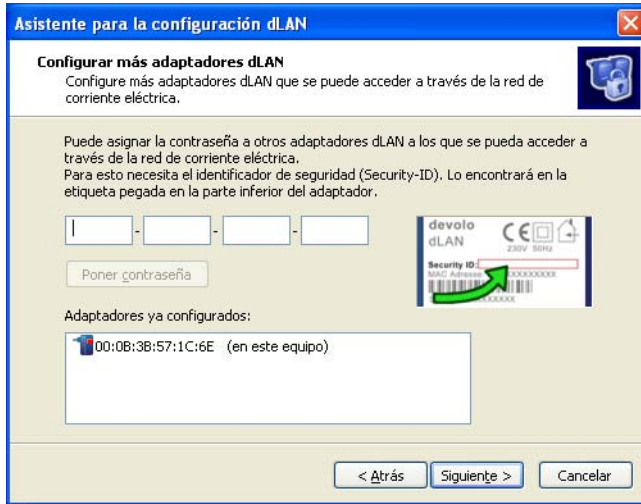 Asistente para la configuración dLAN
Configurar más adaptadores dLAN
Configure más adaptadores dLAN que se puede acceder a través de la red de
corriente eléctrica.
Puede asignar la contraseña a otros adaptadores dLAN a los que se pueda acceder a
través de la red de corriente eléctrica.
Para esto necesita el identificador de seguridad (Security-ID). Lo encontrará en la
etiqueta pegada en la parte inferior del adaptador.
- - -
devolo
dLAN
CE
230V 50Hz
Security ID:
MAC Adresse XXXXXXXXX
XXXXXX
Poner contraseña
Adaptadores ya configurados:
00:0B:3B:57:1C:6E (en este equipo)
< Atrás
Siguiente >
Cancelar